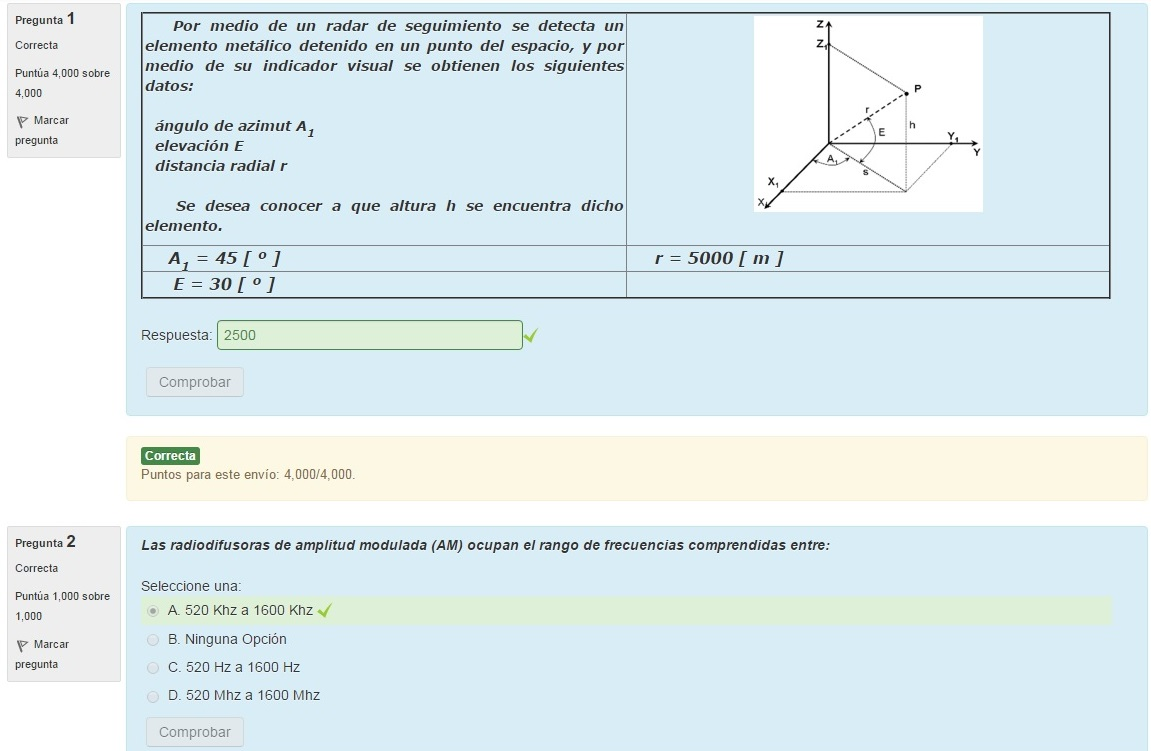 Pregunta 1
Correcta
Puntúa 4,000 sobre
4,000
Marcar
pregunta
Por medio de un radar de seguimiento se detecta un
elemento metálico detenido en un punto del espacio, y por
medio de su indicador visual se obtienen los siguientes
datos:
ángulo de azimut A1
elevación E
distancia radial r
Se desea conocer a que altura h se encuentra dicho
elemento.
Z
Z1
P
r
h
E
Y1
Y
A1
s
X1
X
A1 = 45 [ º ]
r = 5000 [ m ]
E = 30 [ º ]
Respuesta: 2500
Comprobar
Correcta
Puntos para este envío: 4,000/4,000.
Pregunta 2
Correcta
Puntúa 1,000 sobre
1,000
Marcar
pregunta
Las radiodifusoras de amplitud modulada (AM) ocupan el rango de frecuencias comprendidas entre:
Seleccione una:
A. 520 Khz a 1600 Khz
B. Ninguna Opción
C. 520 Hz a 1600 Hz
D. 520 Mhz a 1600 Mhz
Comprobar